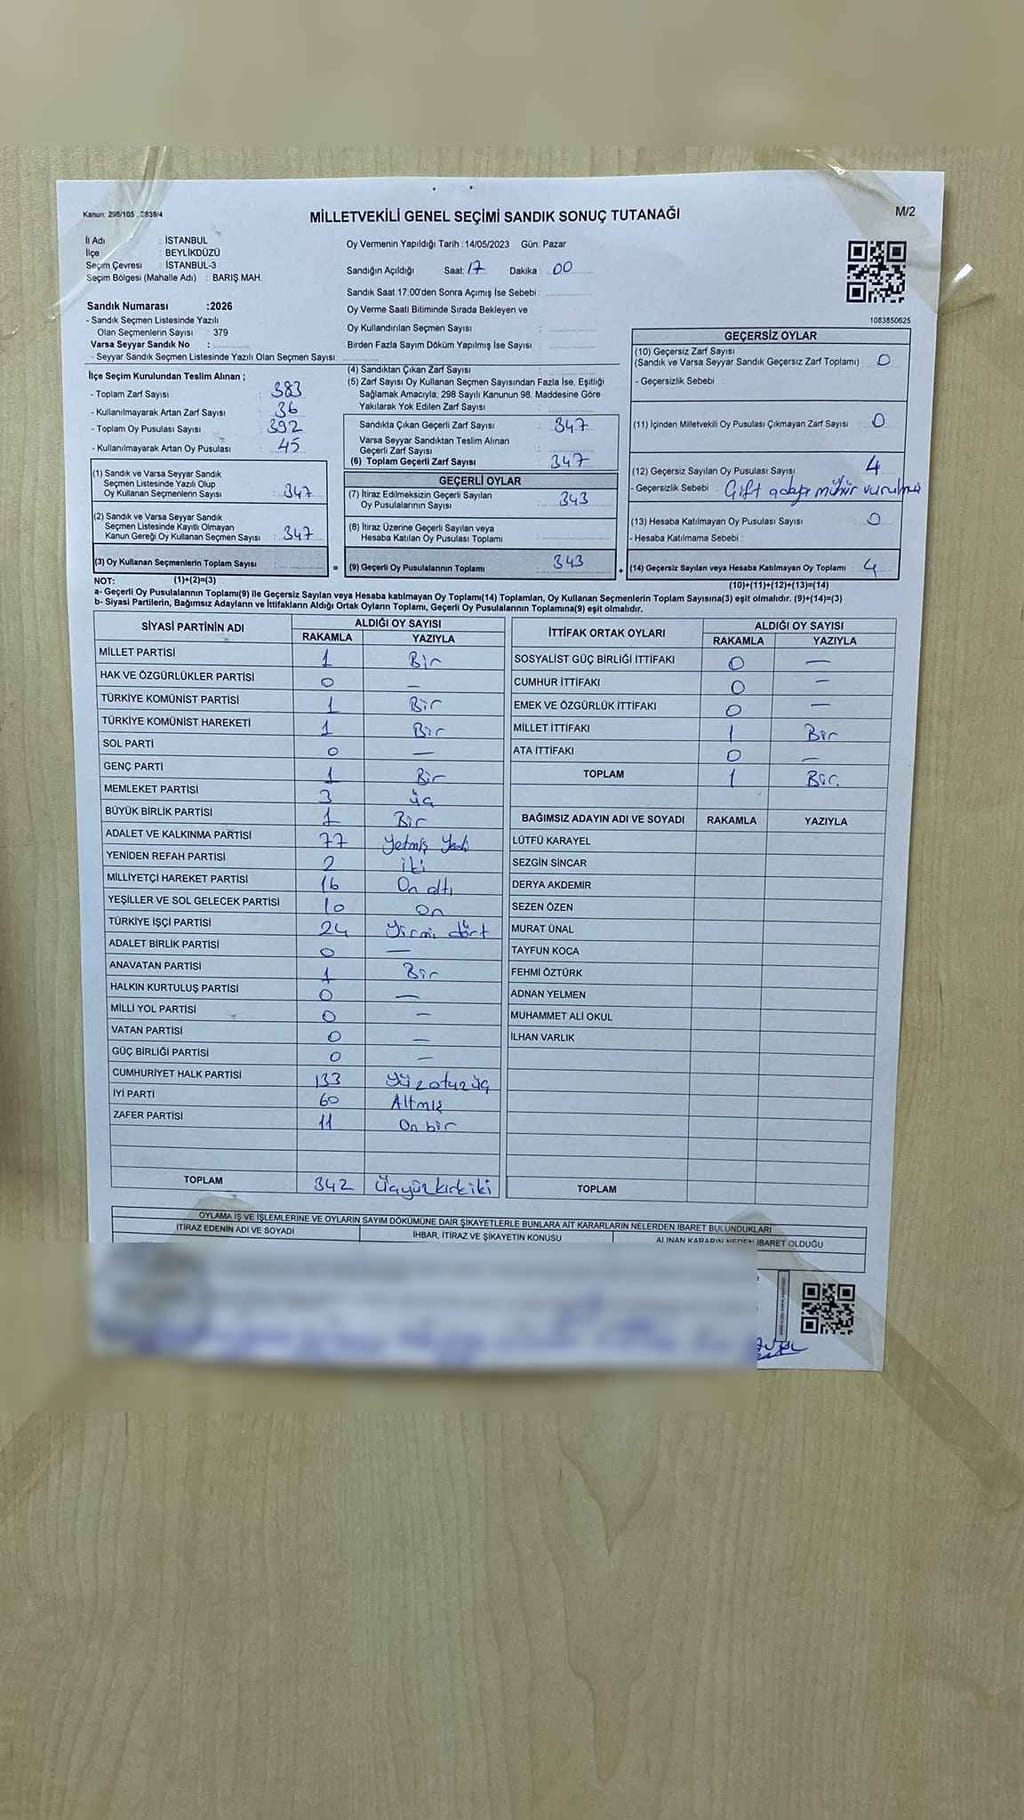 Kanun: 298/105 , 2839/4
MİLLETVEKİLİ GENEL SEÇİMİ SANDIK SONUÇ TUTANAĞI
M/2
İl Adı : İSTANBUL
İlçe : BEYLİKDÜZÜ
Seçim Çevresi : İSTANBUL-3
Seçim Bölgesi (Mahalle Adı) : BARIŞ MAH.
Sandık Numarası :2026
- Sandık Seçmen Listesinde Yazılı
Olan Seçmenlerin Sayısı : 379
Varsa Seyyar Sandık No :
- Seyyar Sandık Seçmen Listesinde Yazılı Olan Seçmen Sayısı
Oy Vermenin Yapıldığı Tarih :14/05/2023 Gün: Pazar
Sandığın Açıldığı Saat: 17 Dakika : 00
Sandık Saat 17:00'den Sonra Açımış İse Sebebi :
Oy Verme Saati Bitiminde Sırada Bekleyen ve
Oy Kullandırılan Seçmen Sayısı :
Birden Fazla Sayım Döküm Yapılmış İse Sayısı :
1083850625
İlçe Seçim Kurulundan Teslim Alınan ;
- Toplam Zarf Sayısı : 383
- Kullanılmayarak Artan Zarf Sayısı : 36
- Toplam Oy Pusulası Sayısı : 392
- Kullanılmayarak Artan Oy Pusulası : 45
(1) Sandık ve Varsa Seyyar Sandık
Seçmen Listesinde Yazılı Olup
Oy Kullanan Seçmenlerin Sayısı : 347
(2) Sandık ve Varsa Seyyar Sandık
Seçmen Listesinde Kayıtlı Olmayan
Kanun Gereği Oy Kullanan Seçmen Sayısı : 347
(3) Oy Kullanan Seçmenlerin Toplam Sayısı :
(4) Sandıktan Çıkan Zarf Sayısı :
(5) Zarf Sayısı Oy Kullanan Seçmen Sayısından Fazla İse, Eşitliği
Sağlamak Amacıyla, 298 Sayılı Kanunun 98. Maddesine Göre
Yakılarak Yok Edilen Zarf Sayısı :
Sandıkta Çıkan Geçerli Zarf Sayısı : 347
Varsa Seyyar Sandıktan Teslim Alınan
Geçerli Zarf Sayısı :
(6) Toplam Geçerli Zarf Sayısı : 347
GEÇERLİ OYLAR
(7) İtiraz Edilmeksizin Geçerli Sayılan
Oy Pusulalarının Sayısı : 343
(8) İtiraz Üzerine Geçerli Sayılan veya
Hesaba Katılan Oy Pusulası Toplamı :
= (9) Geçerli Oy Pusulalarının Toplamı : 343
GEÇERSİZ OYLAR
(10) Geçersiz Zarf Sayısı
(Sandık ve Varsa Seyyar Sandık Geçersiz Zarf Toplamı) : 0
- Geçersizlik Sebebi
(11) İçinden Milletvekili Oy Pusulası Çıkmayan Zarf Sayısı : 0
(12) Geçersiz Sayılan Oy Pusulası Sayısı : 4
- Geçersizlik Sebebi : Çift adaya mühür vurulmuş
(13) Hesaba Katılmayan Oy Pusulası Sayısı : 0
- Hesaba Katılmama Sebebi :
+ (14) Geçersiz Sayılan veya Hesaba Katılmayan Oy Toplamı : 4
NOT: (1)+(2)=(3)
(10)+(11)+(12)+(13)=(14)
a- Geçerli Oy Pusulalarının Toplamı(9) ile Geçersiz Sayılan veya Hesaba katılmayan Oy Toplamı(14) Toplamları, Oy Kullanan Seçmenlerin Toplam Sayısına(3) eşit olmalıdır. (9)+(14)=(3)
b- Siyasi Partilerin, Bağımsız Adayların ve İttifakların Aldığı Ortak Oyların Toplamı, Geçerli Oy Pusulalarının Toplamına(9) eşit olmalıdır.
SİYASİ PARTİNİN ADI ALDIĞI OY SAYISI
RAKAMLA YAZIYLA
MİLLET PARTİSİ 1 Bir
HAK VE ÖZGÜRLÜKLER PARTİSİ 0 —
TÜRKİYE KOMÜNİST PARTİSİ 1 Bir
TÜRKİYE KOMÜNİST HAREKETİ 1 Bir
SOL PARTİ 0 —
GENÇ PARTİ 1 Bir
MEMLEKET PARTİSİ 3 üç
BÜYÜK BİRLİK PARTİSİ 1 Bir
ADALET VE KALKINMA PARTİSİ 77 Yetmiş Yedi
YENİDEN REFAH PARTİSİ 2 iki
MİLLİYETÇİ HAREKET PARTİSİ 16 On altı
YEŞİLLER VE SOL GELECEK PARTİSİ 10 On
TÜRKİYE İŞÇİ PARTİSİ 24 Yirmi dört
ADALET BİRLİK PARTİSİ 0 —
ANAVATAN PARTİSİ 1 Bir
HALKIN KURTULUŞ PARTİSİ 0 —
MİLLİ YOL PARTİSİ 0 —
VATAN PARTİSİ 0 —
GÜÇ BİRLİĞİ PARTİSİ 0 —
CUMHURİYET HALK PARTİSİ 133 Yüzotuzüç
İYİ PARTİ 60 Altmış
ZAFER PARTİSİ 11 On bir
TOPLAM 342 Üçyüzkırkiki
İTTİFAK ORTAK OYLARI ALDIĞI OY SAYISI
RAKAMLA YAZIYLA
SOSYALİST GÜÇ BİRLİĞİ İTTİFAKI 0 —
CUMHUR İTTİFAKI 0 —
EMEK VE ÖZGÜRLÜK İTTİFAKI 0 —
MİLLET İTTİFAKI 1 Bir
ATA İTTİFAKI 0 —
TOPLAM 1 Bir.
BAĞIMSIZ ADAYIN ADI VE SOYADI RAKAMLA YAZIYLA
LÜTFÜ KARAYEL
SEZGİN SİNCAR
DERYA AKDEMİR
SEZEN ÖZEN
MURAT ÜNAL
TAYFUN KOCA
FEHMİ ÖZTÜRK
ADNAN YELMEN
MUHAMMET ALİ OKUL
İLHAN VARLIK
TOPLAM
OYLAMA İŞ VE İŞLEMLERİNE VE OYLARIN SAYIM DÖKÜMÜNE DAİR ŞİKAYETLERLE BUNLARA AİT KARARLARIN NELERDEN İBARET BULUNDUKLARI
İTİRAZ EDENİN ADI VE SOYADI İHBAR, İTİRAZ VE ŞİKAYETİN KONUSU ALINAN KARARIN NEDEN İBARET OLDUĞU